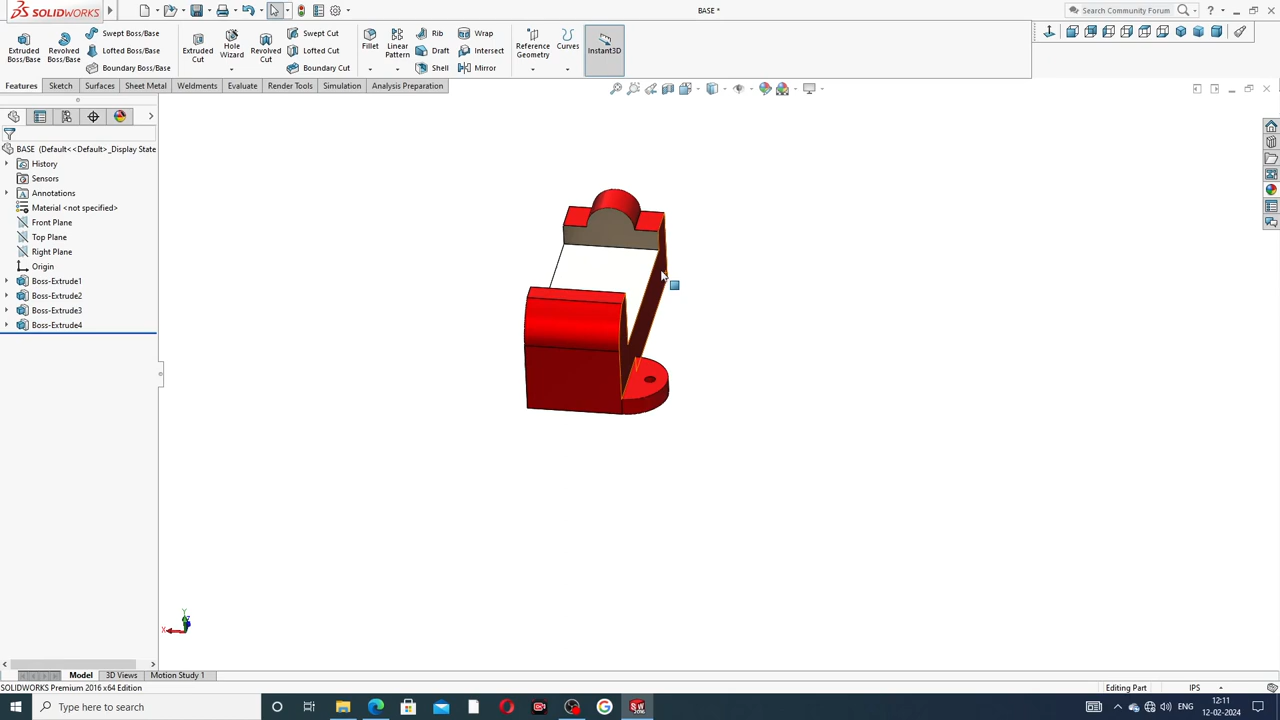 SOLIDWORKS
BASE *
Search Community Forum
Extruded Boss/Base
Revolved Boss/Base
Swept Boss/Base
Lofted Boss/Base
Boundary Boss/Base
Extruded Cut
Hole Wizard
Revolved Cut
Swept Cut
Lofted Cut
Boundary Cut
Fillet
Linear Pattern
Rib
Draft
Shell
Wrap
Intersect
Mirror
Reference Geometry
Curves
Instant3D
Features
Sketch
Surfaces
Sheet Metal
Weldments
Evaluate
Render Tools
Simulation
Analysis Preparation
BASE (Default<<Default>_Display State
History
Sensors
Annotations
Material <not specified>
Front Plane
Top Plane
Right Plane
Origin
Boss-Extrude1
Boss-Extrude2
Boss-Extrude3
Boss-Extrude4
Y
Z
X
Model
3D Views
Motion Study 1
SOLIDWORKS Premium 2016 x64 Edition
Editing Part
IPS
Type here to search
ENG
12:11
12-02-2024